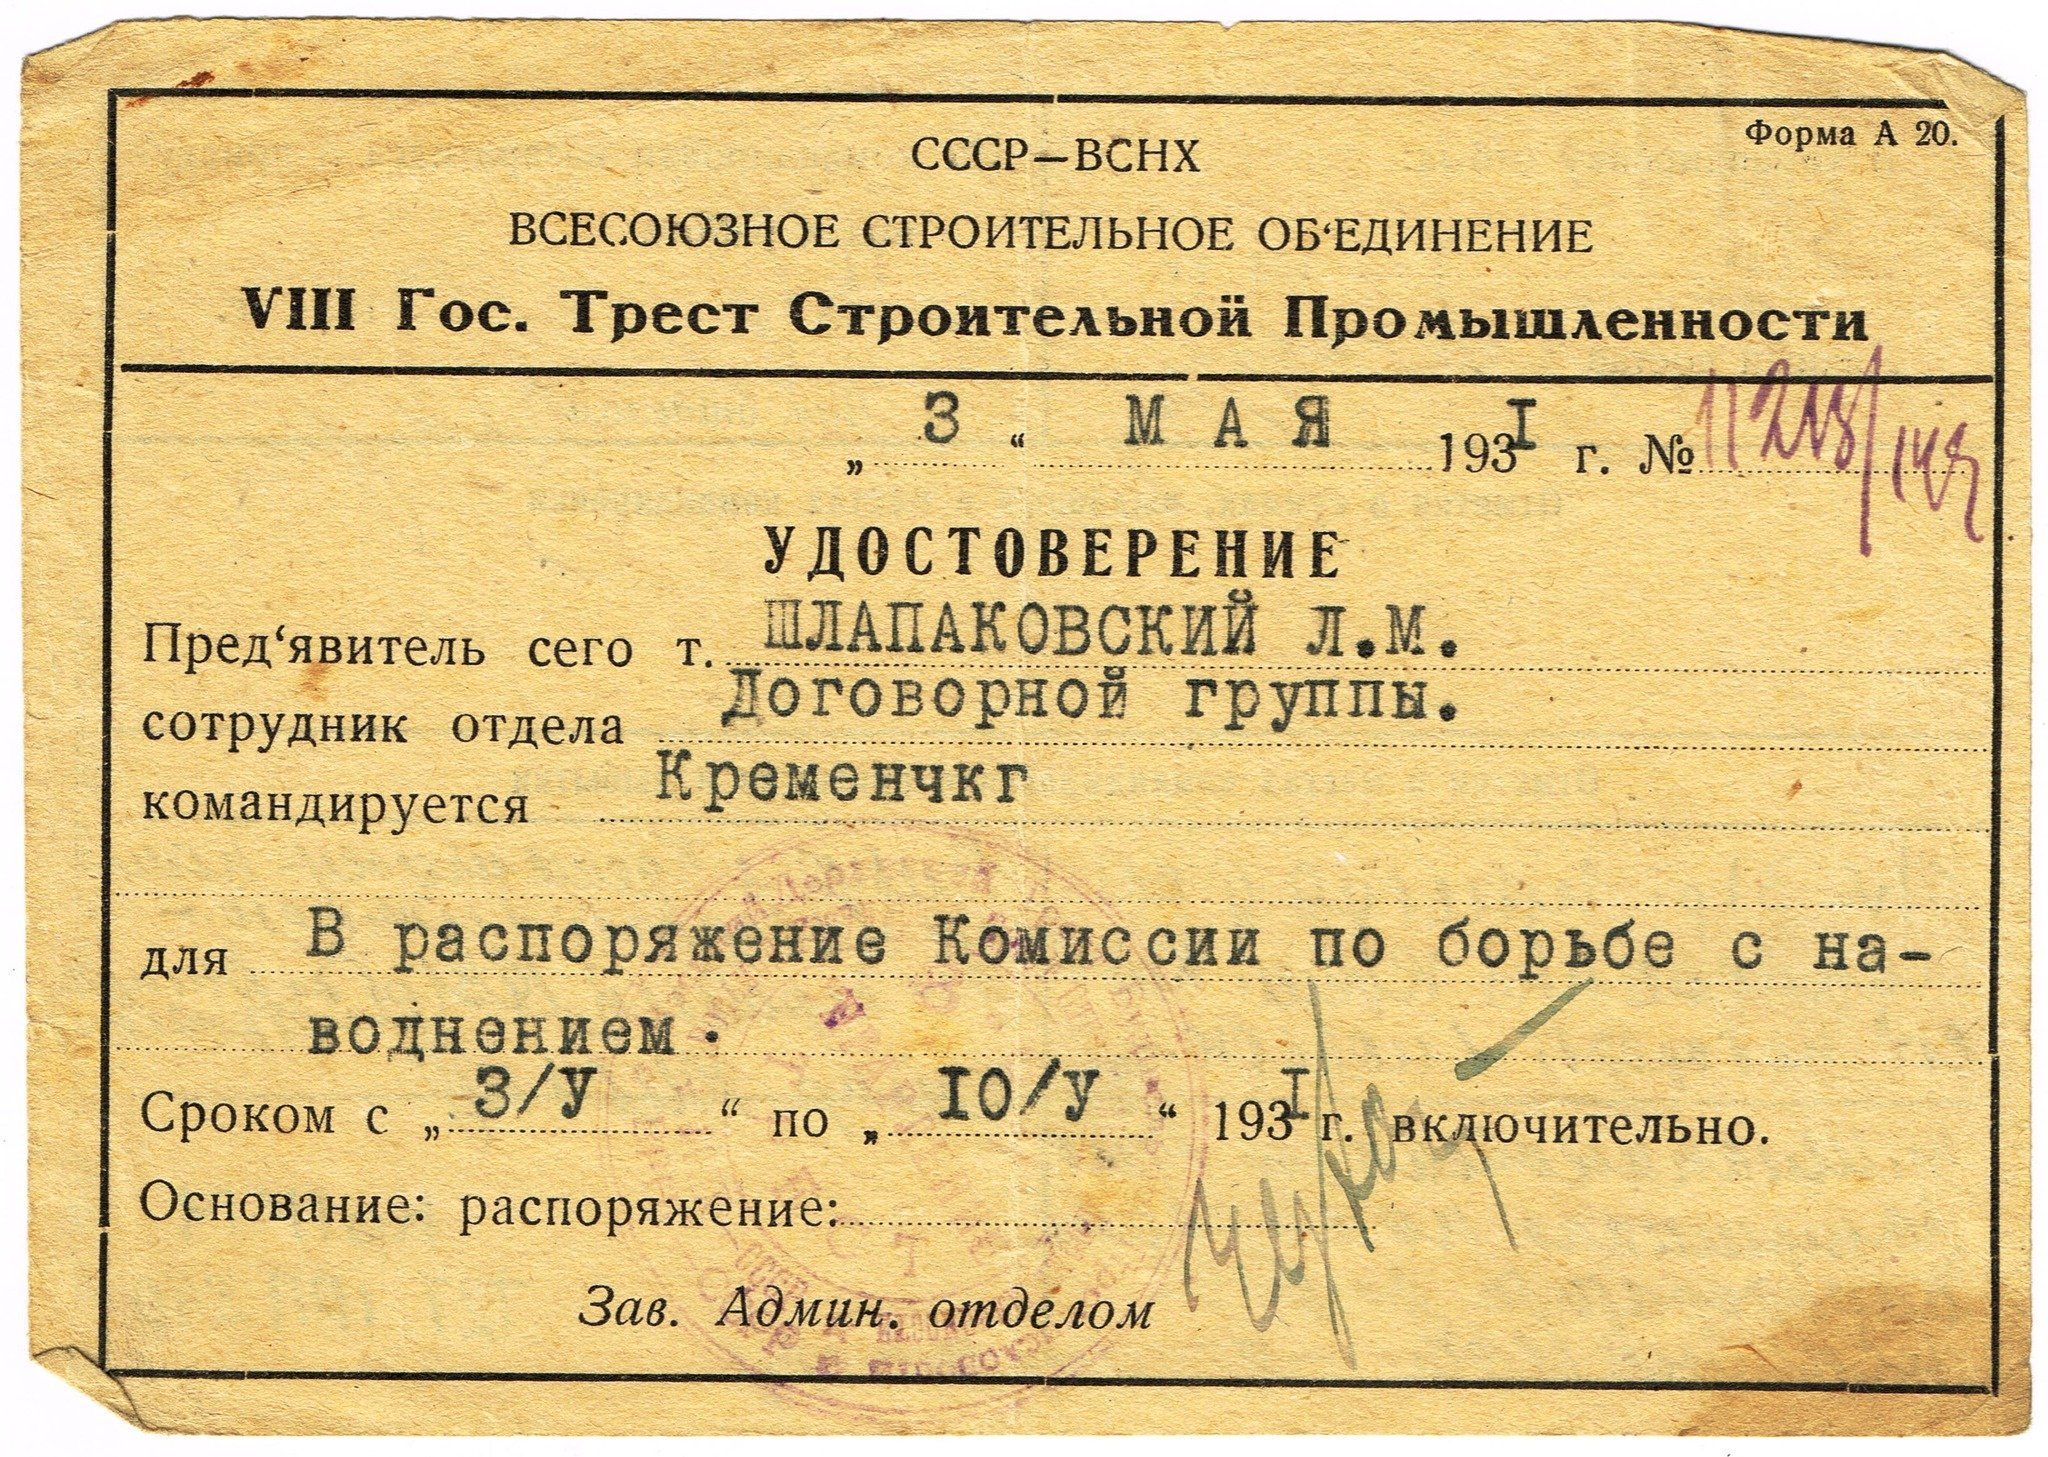 Форма А 20.
СССР—ВСНХ
ВСЕСОЮЗНОЕ СТРОИТЕЛЬНОЕ ОБ'ЕДИНЕНИЕ
VIII Гос. Трест Строительной Промышленности
„ 3 “ МАЯ 193I г. №
УДОСТОВЕРЕНИЕ
Пред'явитель сего т. ШЛАПАКОВСКИЙ Л.М.
сотрудник отдела Договорной группы.
командируется Кременчкг
для В распоряжение Комиссии по борьбе с на-
воднением.
Сроком с „ 3/У “ по „ IO/У “ 193I г. включительно.
Основание: распоряжение:
Зав. Админ. отделом